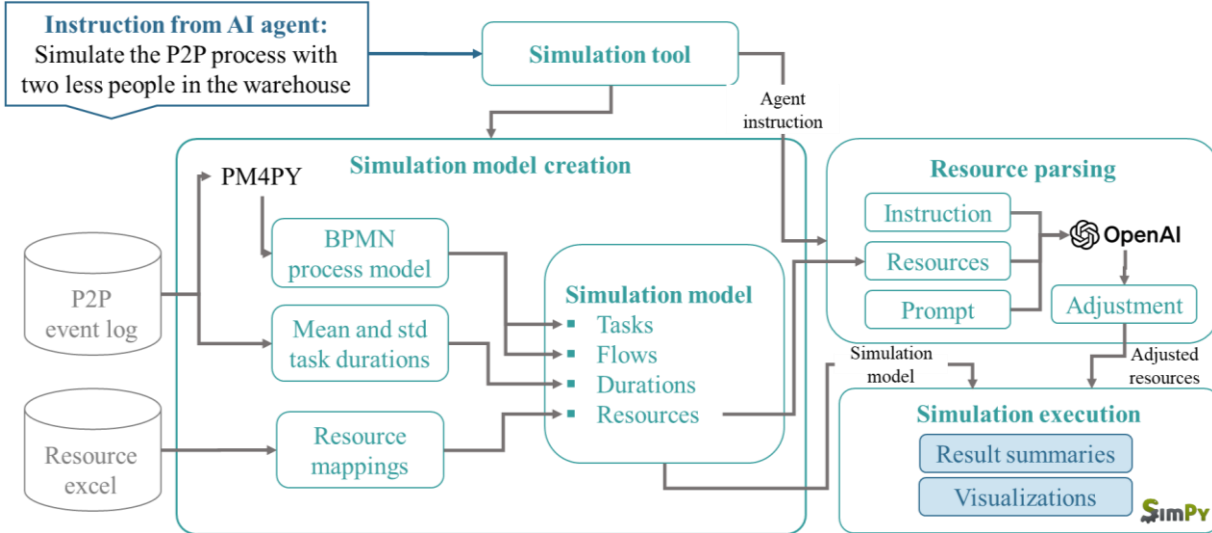 Instruction from AI agent:
Simulate the P2P process with
two less people in the warehouse
Simulation tool
Agent
instruction
Simulation model creation
PM4PY
BPMN
process model
P2P
event log
Mean and std
task durations
Resource
excel
Resource
mappings
Simulation model
▪ Tasks
▪ Flows
▪ Durations
▪ Resources
Resource parsing
Instruction
Resources
Prompt
OpenAI
Adjustment
Simulation
model
Adjusted
resources
Simulation execution
Result summaries
Visualizations
SimPy